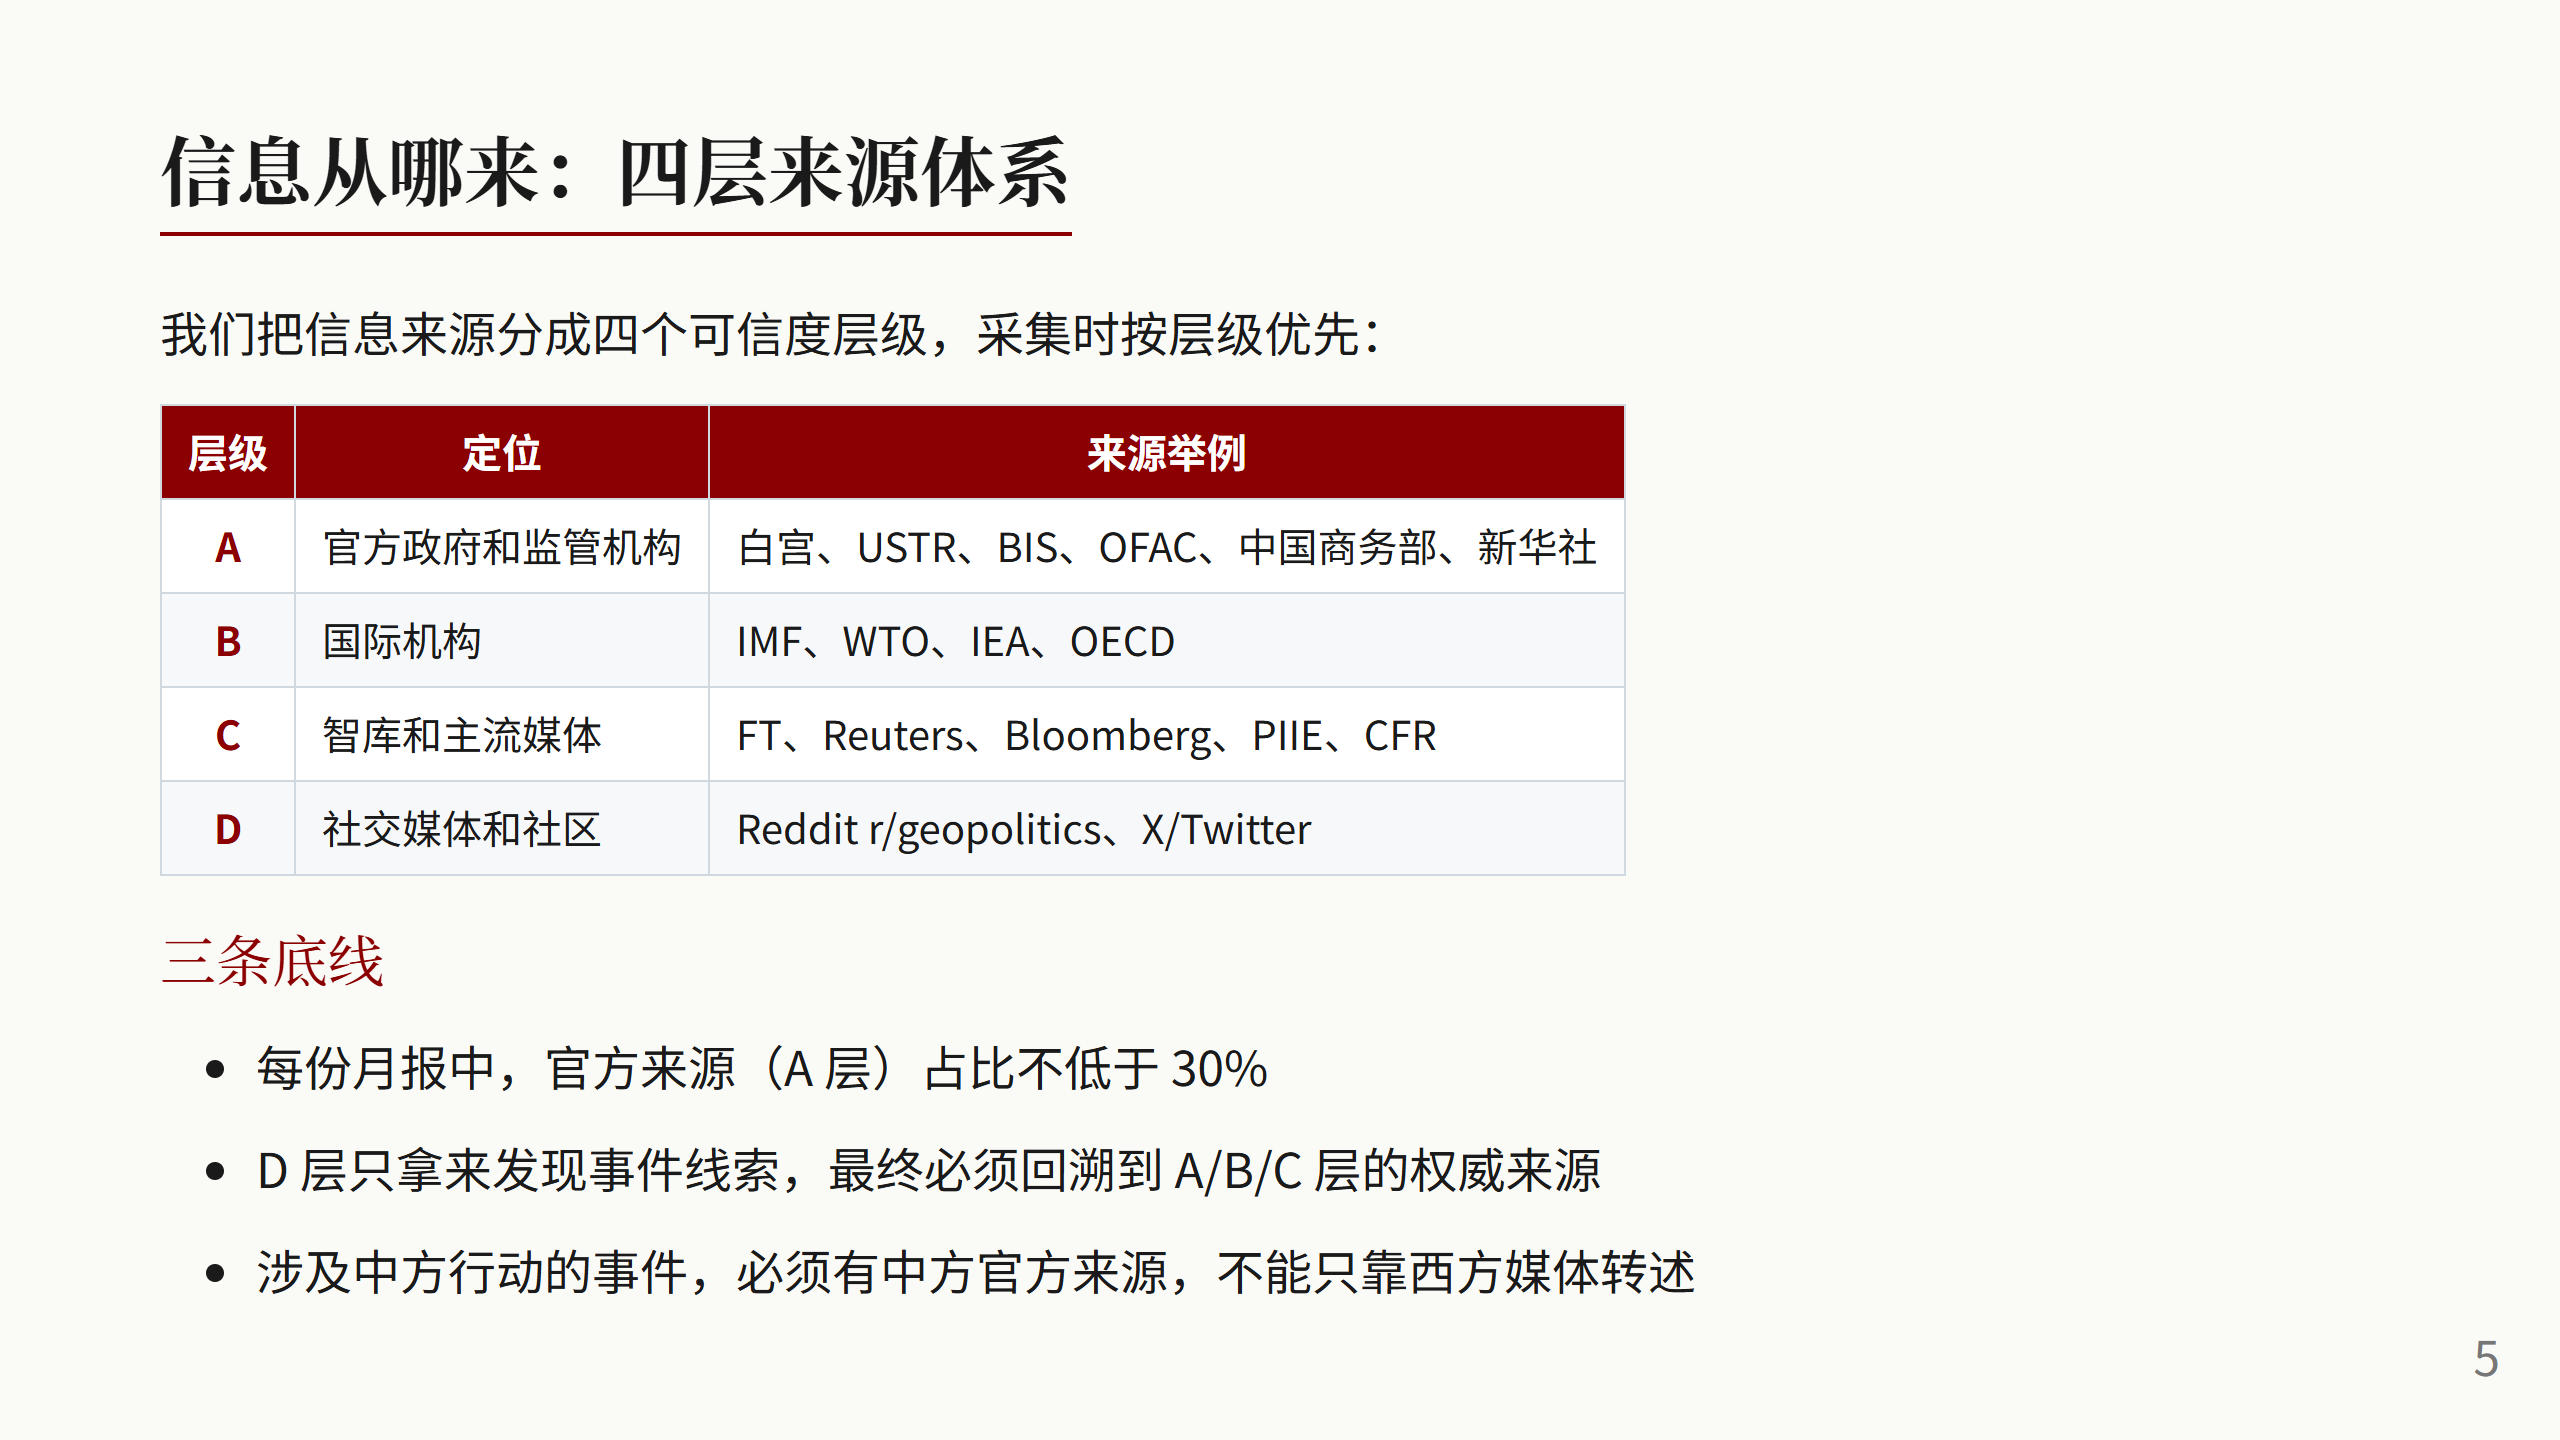 信息从哪来：四层来源体系
我们把信息来源分成四个可信度层级，采集时按层级优先：
层级 定位 来源举例
A 官方政府和监管机构 白宫、USTR、BIS、OFAC、中国商务部、新华社
B 国际机构 IMF、WTO、IEA、OECD
C 智库和主流媒体 FT、Reuters、Bloomberg、PIIE、CFR
D 社交媒体和社区 Reddit r/geopolitics、X/Twitter
三条底线
• 每份月报中，官方来源（A 层）占比不低于 30%
• D 层只拿来发现事件线索，最终必须回溯到 A/B/C 层的权威来源
• 涉及中方行动的事件，必须有中方官方来源，不能只靠西方媒体转述
5